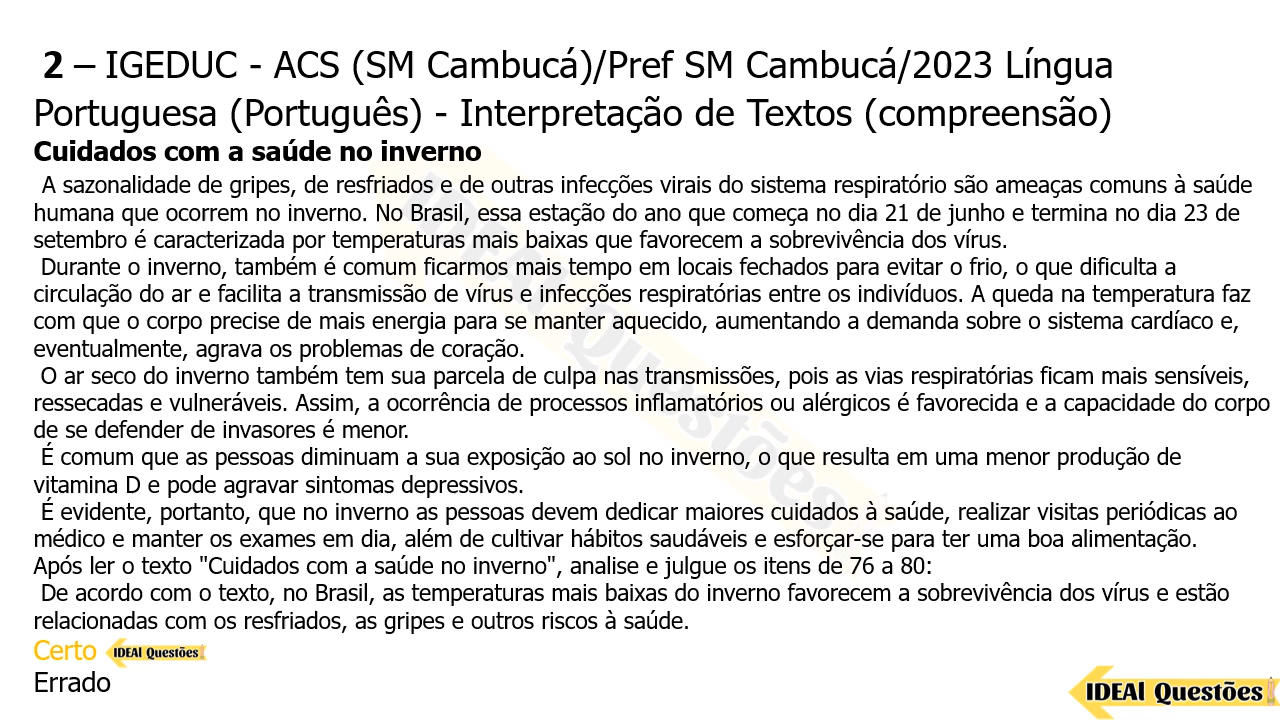 2 – IGEDUC - ACS (SM Cambucá)/Pref SM Cambucá/2023 Língua
Portuguesa (Português) - Interpretação de Textos (compreensão)
Cuidados com a saúde no inverno
A sazonalidade de gripes, de resfriados e de outras infecções virais do sistema respiratório são ameaças comuns à saúde
humana que ocorrem no inverno. No Brasil, essa estação do ano que começa no dia 21 de junho e termina no dia 23 de
setembro é caracterizada por temperaturas mais baixas que favorecem a sobrevivência dos vírus.
Durante o inverno, também é comum ficarmos mais tempo em locais fechados para evitar o frio, o que dificulta a
circulação do ar e facilita a transmissão de vírus e infecções respiratórias entre os indivíduos. A queda na temperatura faz
com que o corpo precise de mais energia para se manter aquecido, aumentando a demanda sobre o sistema cardíaco e,
eventualmente, agrava os problemas de coração.
O ar seco do inverno também tem sua parcela de culpa nas transmissões, pois as vias respiratórias ficam mais sensíveis,
ressecadas e vulneráveis. Assim, a ocorrência de processos inflamatórios ou alérgicos é favorecida e a capacidade do corpo
de se defender de invasores é menor.
É comum que as pessoas diminuam a sua exposição ao sol no inverno, o que resulta em uma menor produção de
vitamina D e pode agravar sintomas depressivos.
É evidente, portanto, que no inverno as pessoas devem dedicar maiores cuidados à saúde, realizar visitas periódicas ao
médico e manter os exames em dia, além de cultivar hábitos saudáveis e esforçar-se para ter uma boa alimentação.
Após ler o texto "Cuidados com a saúde no inverno", analise e julgue os itens de 76 a 80:
De acordo com o texto, no Brasil, as temperaturas mais baixas do inverno favorecem a sobrevivência dos vírus e estão
relacionadas com os resfriados, as gripes e outros riscos à saúde.
Certo IDEAl Questões
Errado
IDEAl Questões
IDEAl Questões